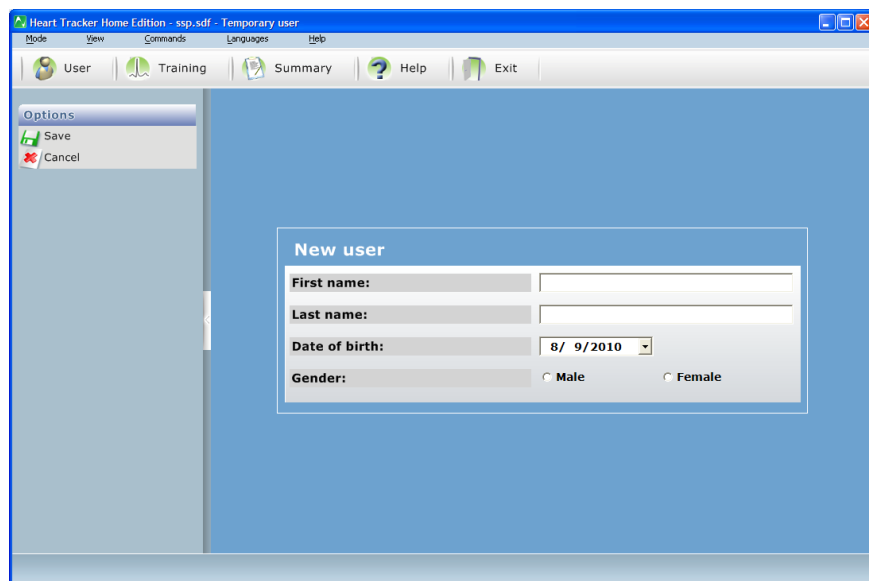 Heart Tracker Home Edition - ssp.sdf - Temporary user
Mode View Commands Languages Help
User Training Summary Help Exit
Options
Save
Cancel
New user
First name:
Last name:
Date of birth: 8/ 9/2010
Gender: Male Female